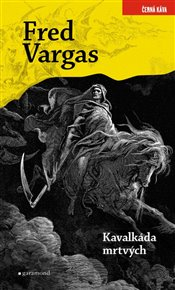 ČERNÁ KÁVA
Fred
Vargas
Kavalkáda
mrtvých
garamond